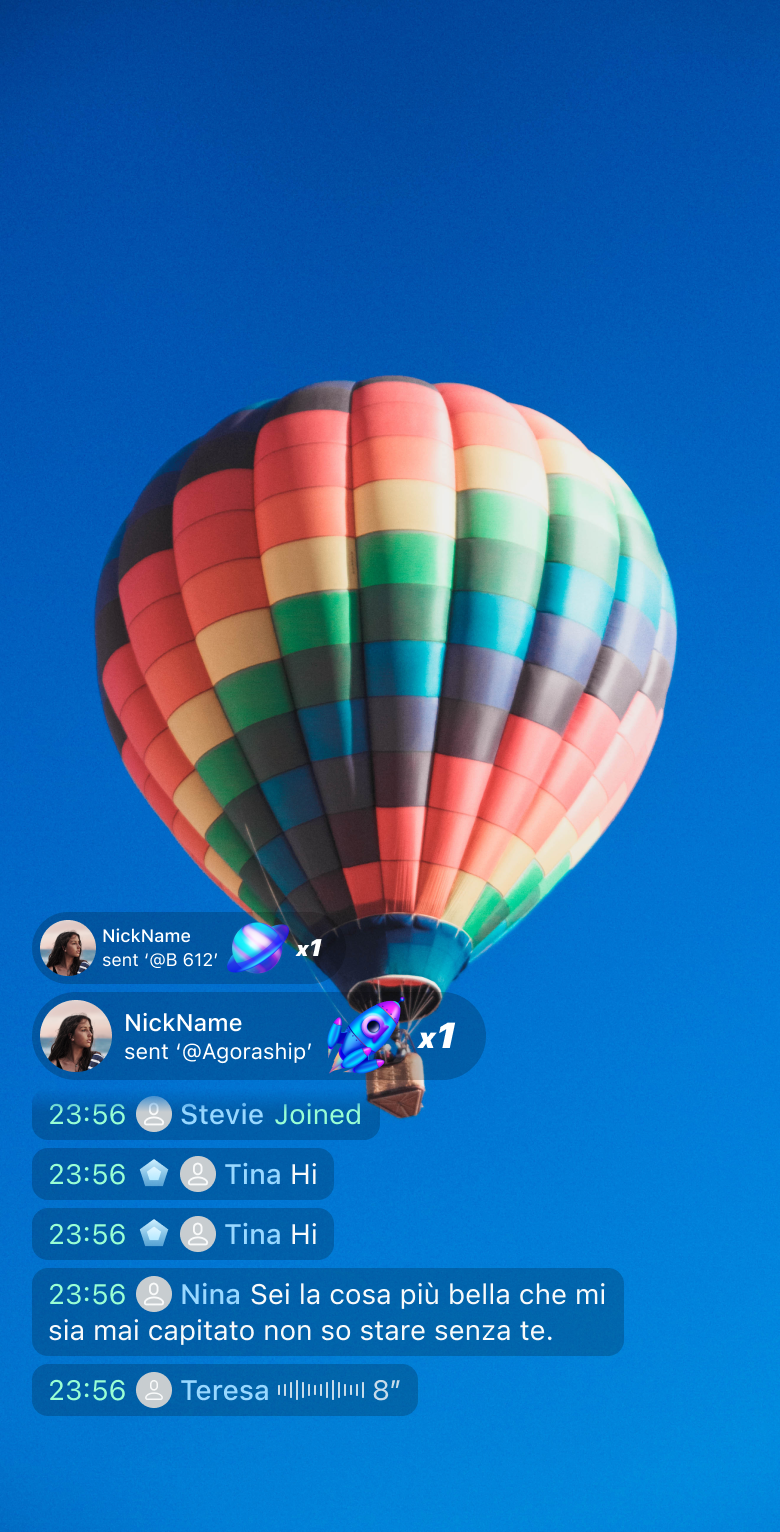 NickName
sent ‘@B 612’
x1
NickName
sent ‘@Agoraship’
x1
23:56 Stevie Joined
23:56 Tina Hi
23:56 Tina Hi
23:56 Nina Sei la cosa più bella che mi
sia mai capitato non so stare senza te.
23:56 Teresa 8”